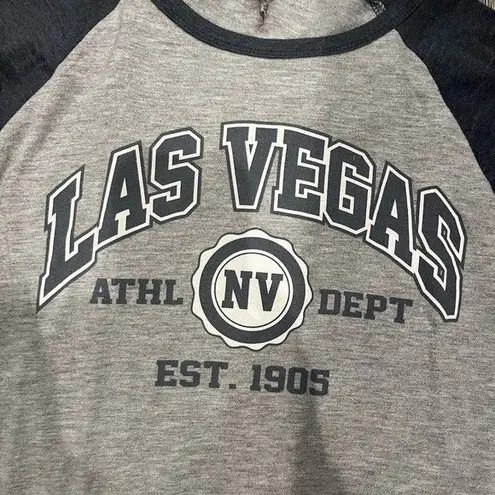 LAS VEGAS
ATHL NV DEPT
EST. 1905